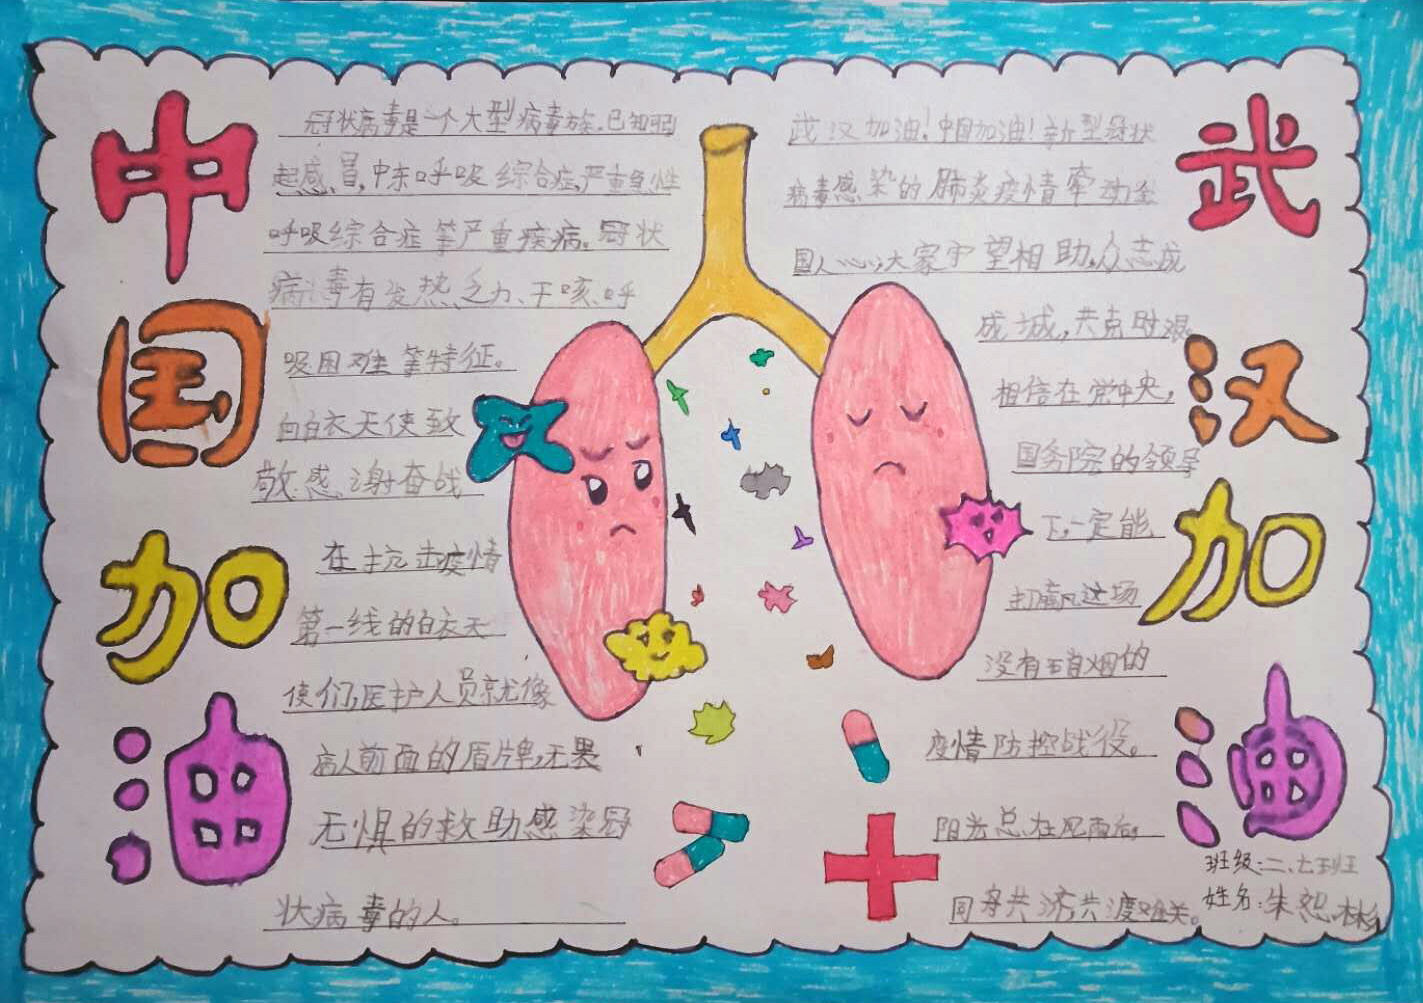 中国加油
冠状病毒是一个大型病毒族.已知引
起感冒,中东呼吸综合症,严重急性
呼吸综合症等严重疾病。冠状
病毒有发热、乏力、干咳、呼
吸困难等特征。
向白衣天使致
敬感谢奋战
在抗击疫情
第一线的白衣天
使们,医护人员就像
病人前面的盾牌,无畏
无惧的救助感染冠
状病毒的人。
武汉加油
武汉加油!中国加油!新型冠状
病毒感染的肺炎疫情牵动全
国人心,大家守望相助,众志成
成城,共克时艰
相信在党中央,
国务院的领导
下,一定能
打赢这场
没有硝烟的
疫情防控战役。
阳光总在风雨后。
同舟共济共渡难关。
班级:二、七班
姓名:朱恕彬